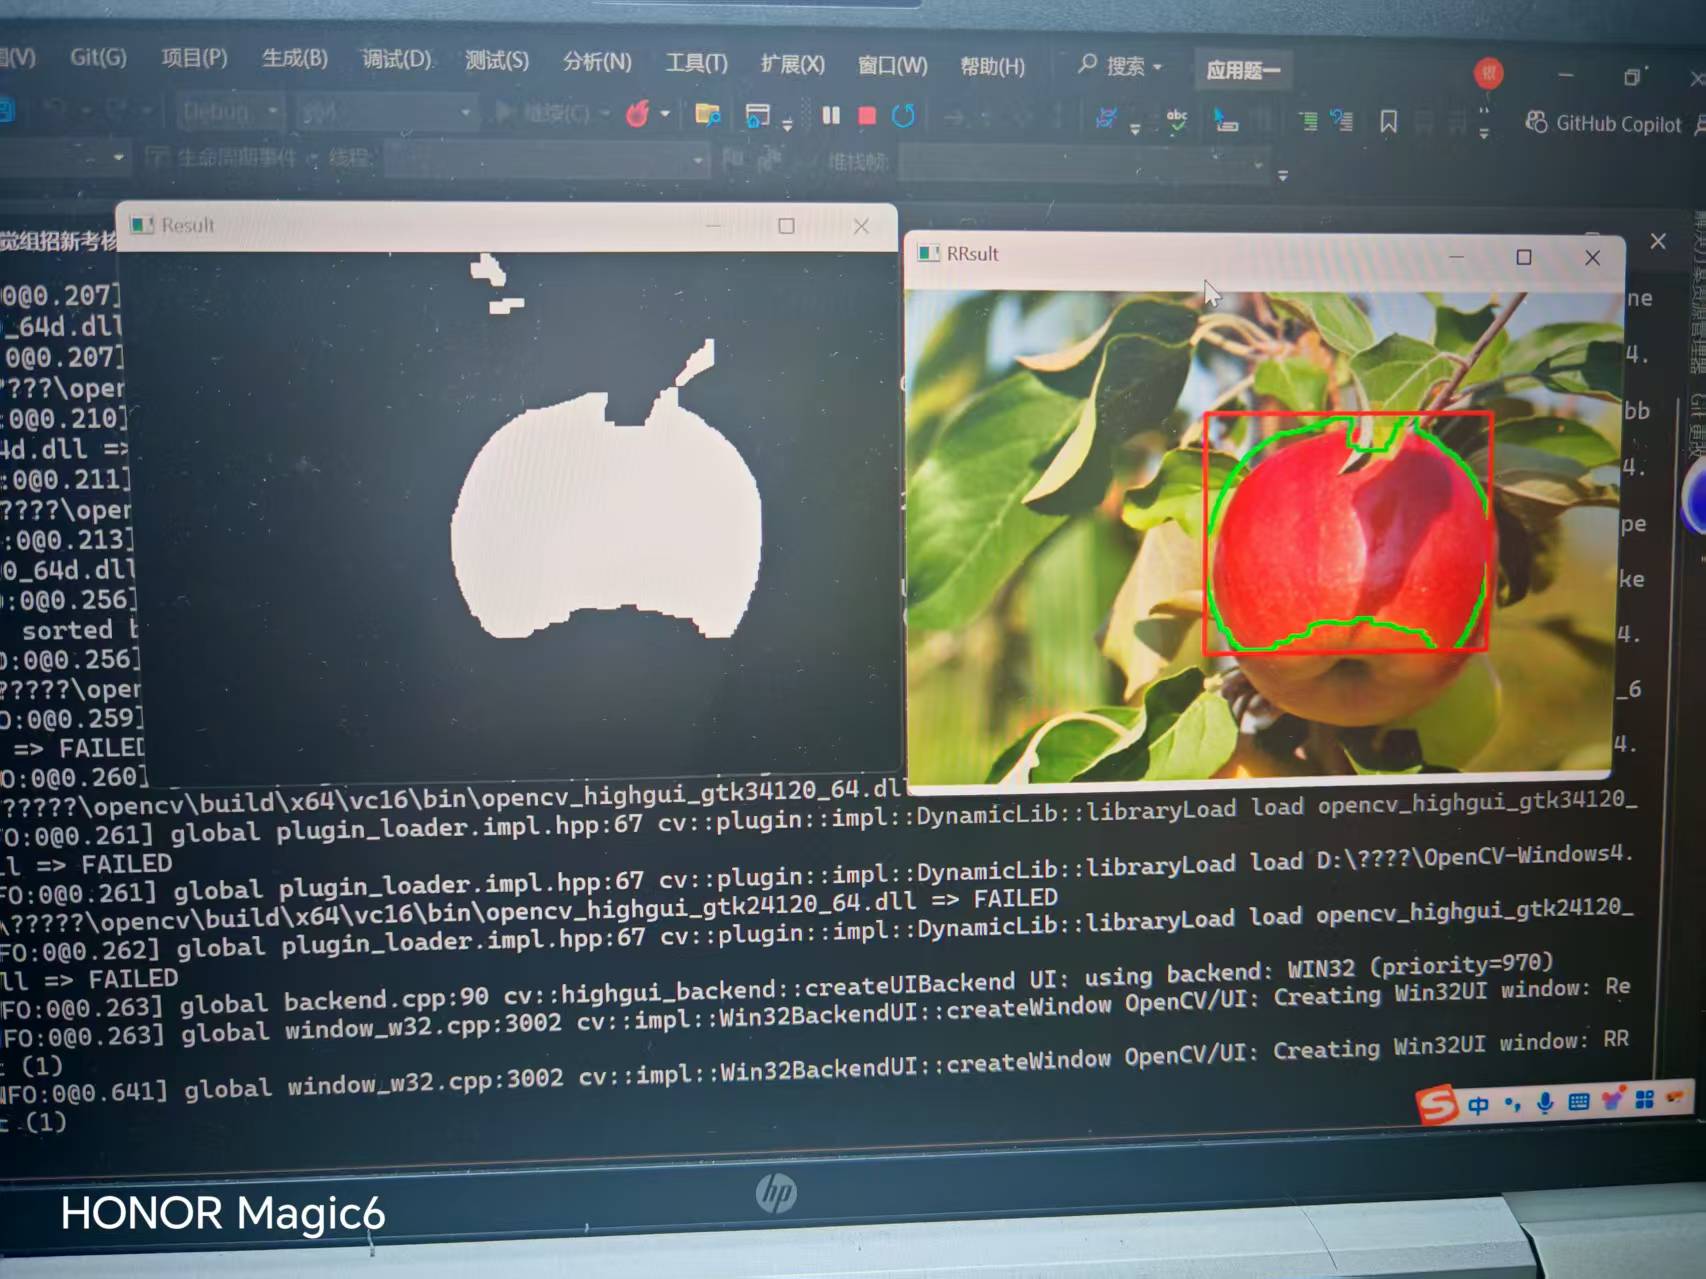 Git(G) 项目(P) 生成(B) 调试(D) 测试(S) 分析(N) 工具(T) 扩展(X) 窗口(W) 帮助(H) 搜索 应用题一
Debug 继续(C) abc GitHub Copilot
生命周期事件 线程: 堆栈帧:
Result
RRsult
觉组招新考核
0@0.207]
ne
_64d.dll
0@0.207]
4.
????\oper
:0@0.210]
bb
4d.dll =>
:0@0.211]
4.
????\oper
:0@0.213]
pe
0_64d.dll
:0@0.256]
ke
sorted b
:0@0.256]
4.
?????\oper
O:0@0.259]
_6
=> FAILED
4.
O:0@0.260]
?????\opencv\build\x64\vc16\bin\opencv_highgui_gtk34120_64.dl
FO:0@0.261] global plugin_loader.impl.hpp:67 cv::plugin::impl::DynamicLib::libraryLoad load opencv_highgui_gtk34120_
ll => FAILED
FO:0@0.261] global plugin_loader.impl.hpp:67 cv::plugin::impl::DynamicLib::libraryLoad load D:\????\OpenCV-Windows4.
\?????\opencv\build\x64\vc16\bin\opencv_highgui_gtk24120_64.dll => FAILED
FO:0@0.262] global plugin_loader.impl.hpp:67 cv::plugin::impl::DynamicLib::libraryLoad load opencv_highgui_gtk24120_
ll => FAILED
FO:0@0.263] global backend.cpp:90 cv::highgui_backend::createUIBackend UI: using backend: WIN32 (priority=970)
FO:0@0.263] global window_w32.cpp:3002 cv::impl::Win32BackendUI::createWindow OpenCV/UI: Creating Win32UI window: Re
t (1)
NFO:0@0.641] global window_w32.cpp:3002 cv::impl::Win32BackendUI::createWindow OpenCV/UI: Creating Win32UI window: RR
t (1)
S 中
hp
HONOR Magic6